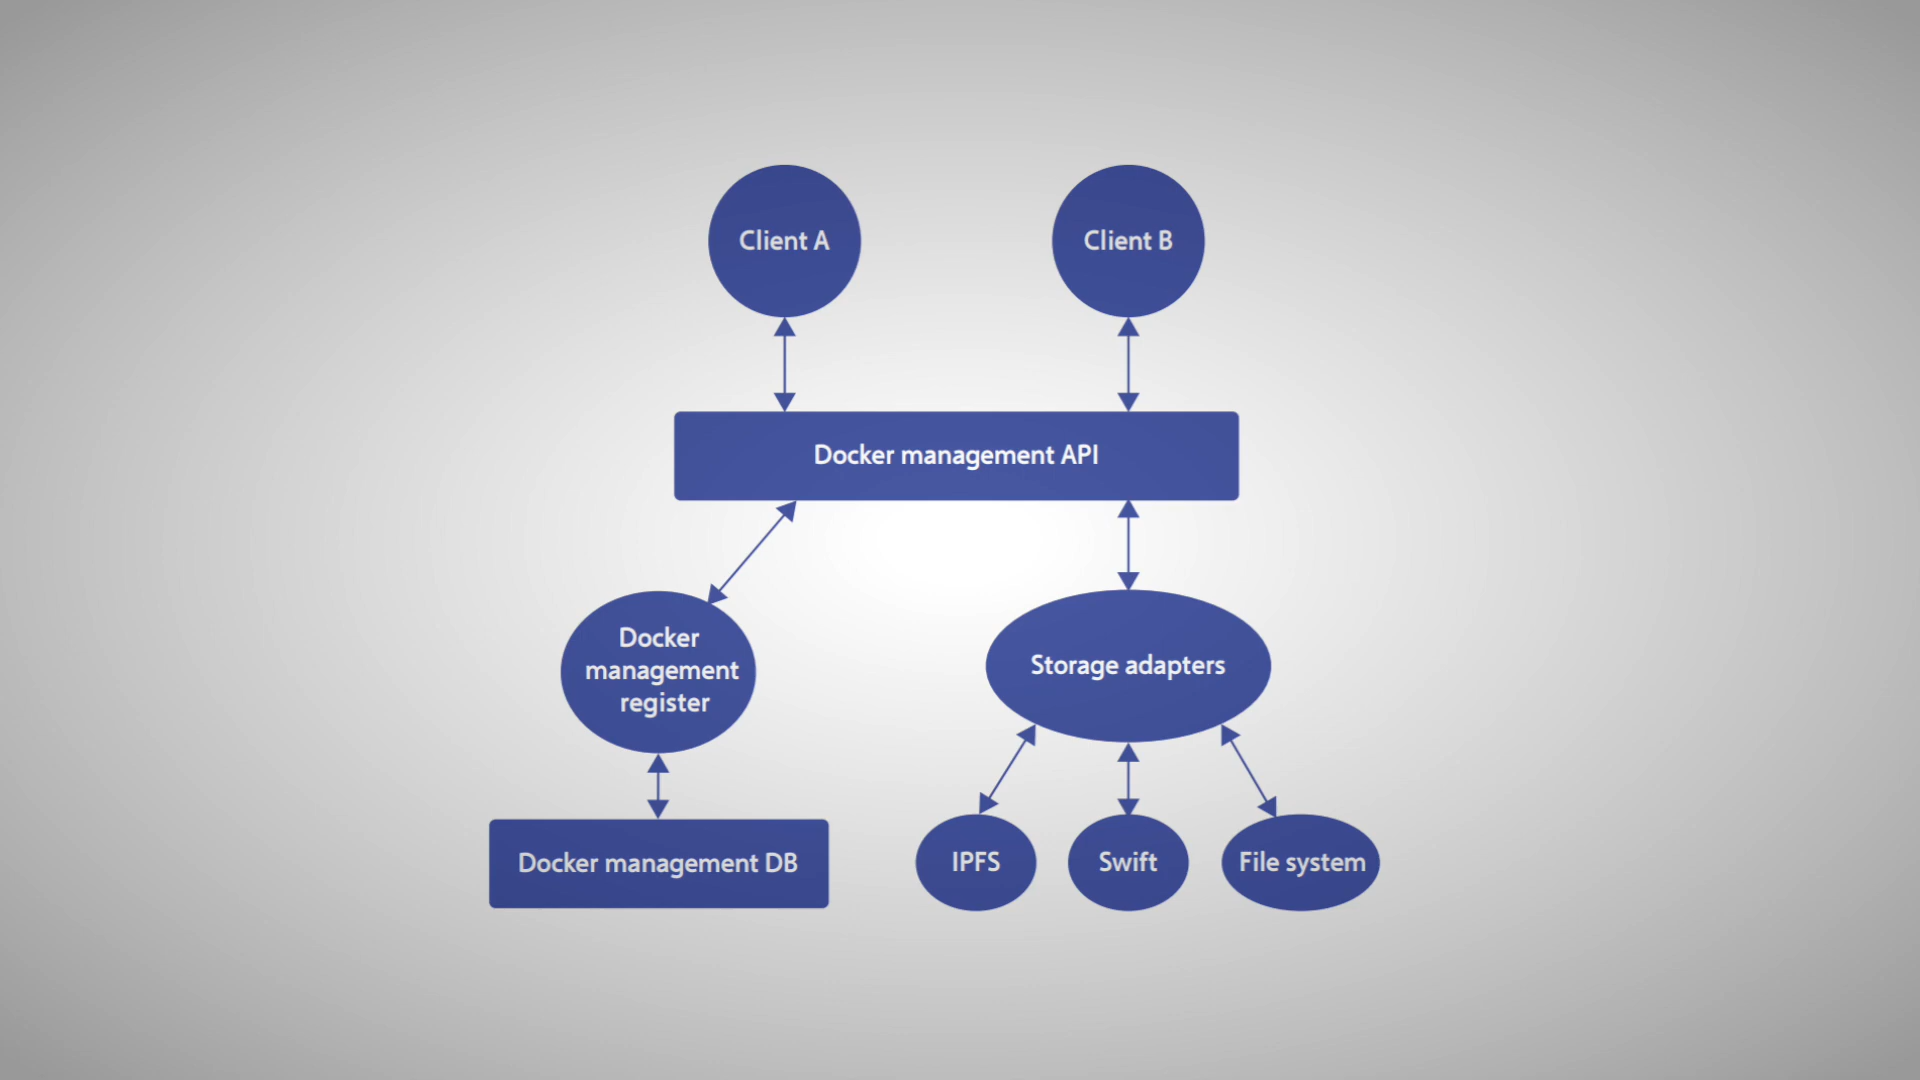 Client A
Client B
Docker management API
Docker
management
register
Storage adapters
Docker management DB
IPFS
Swift
File system